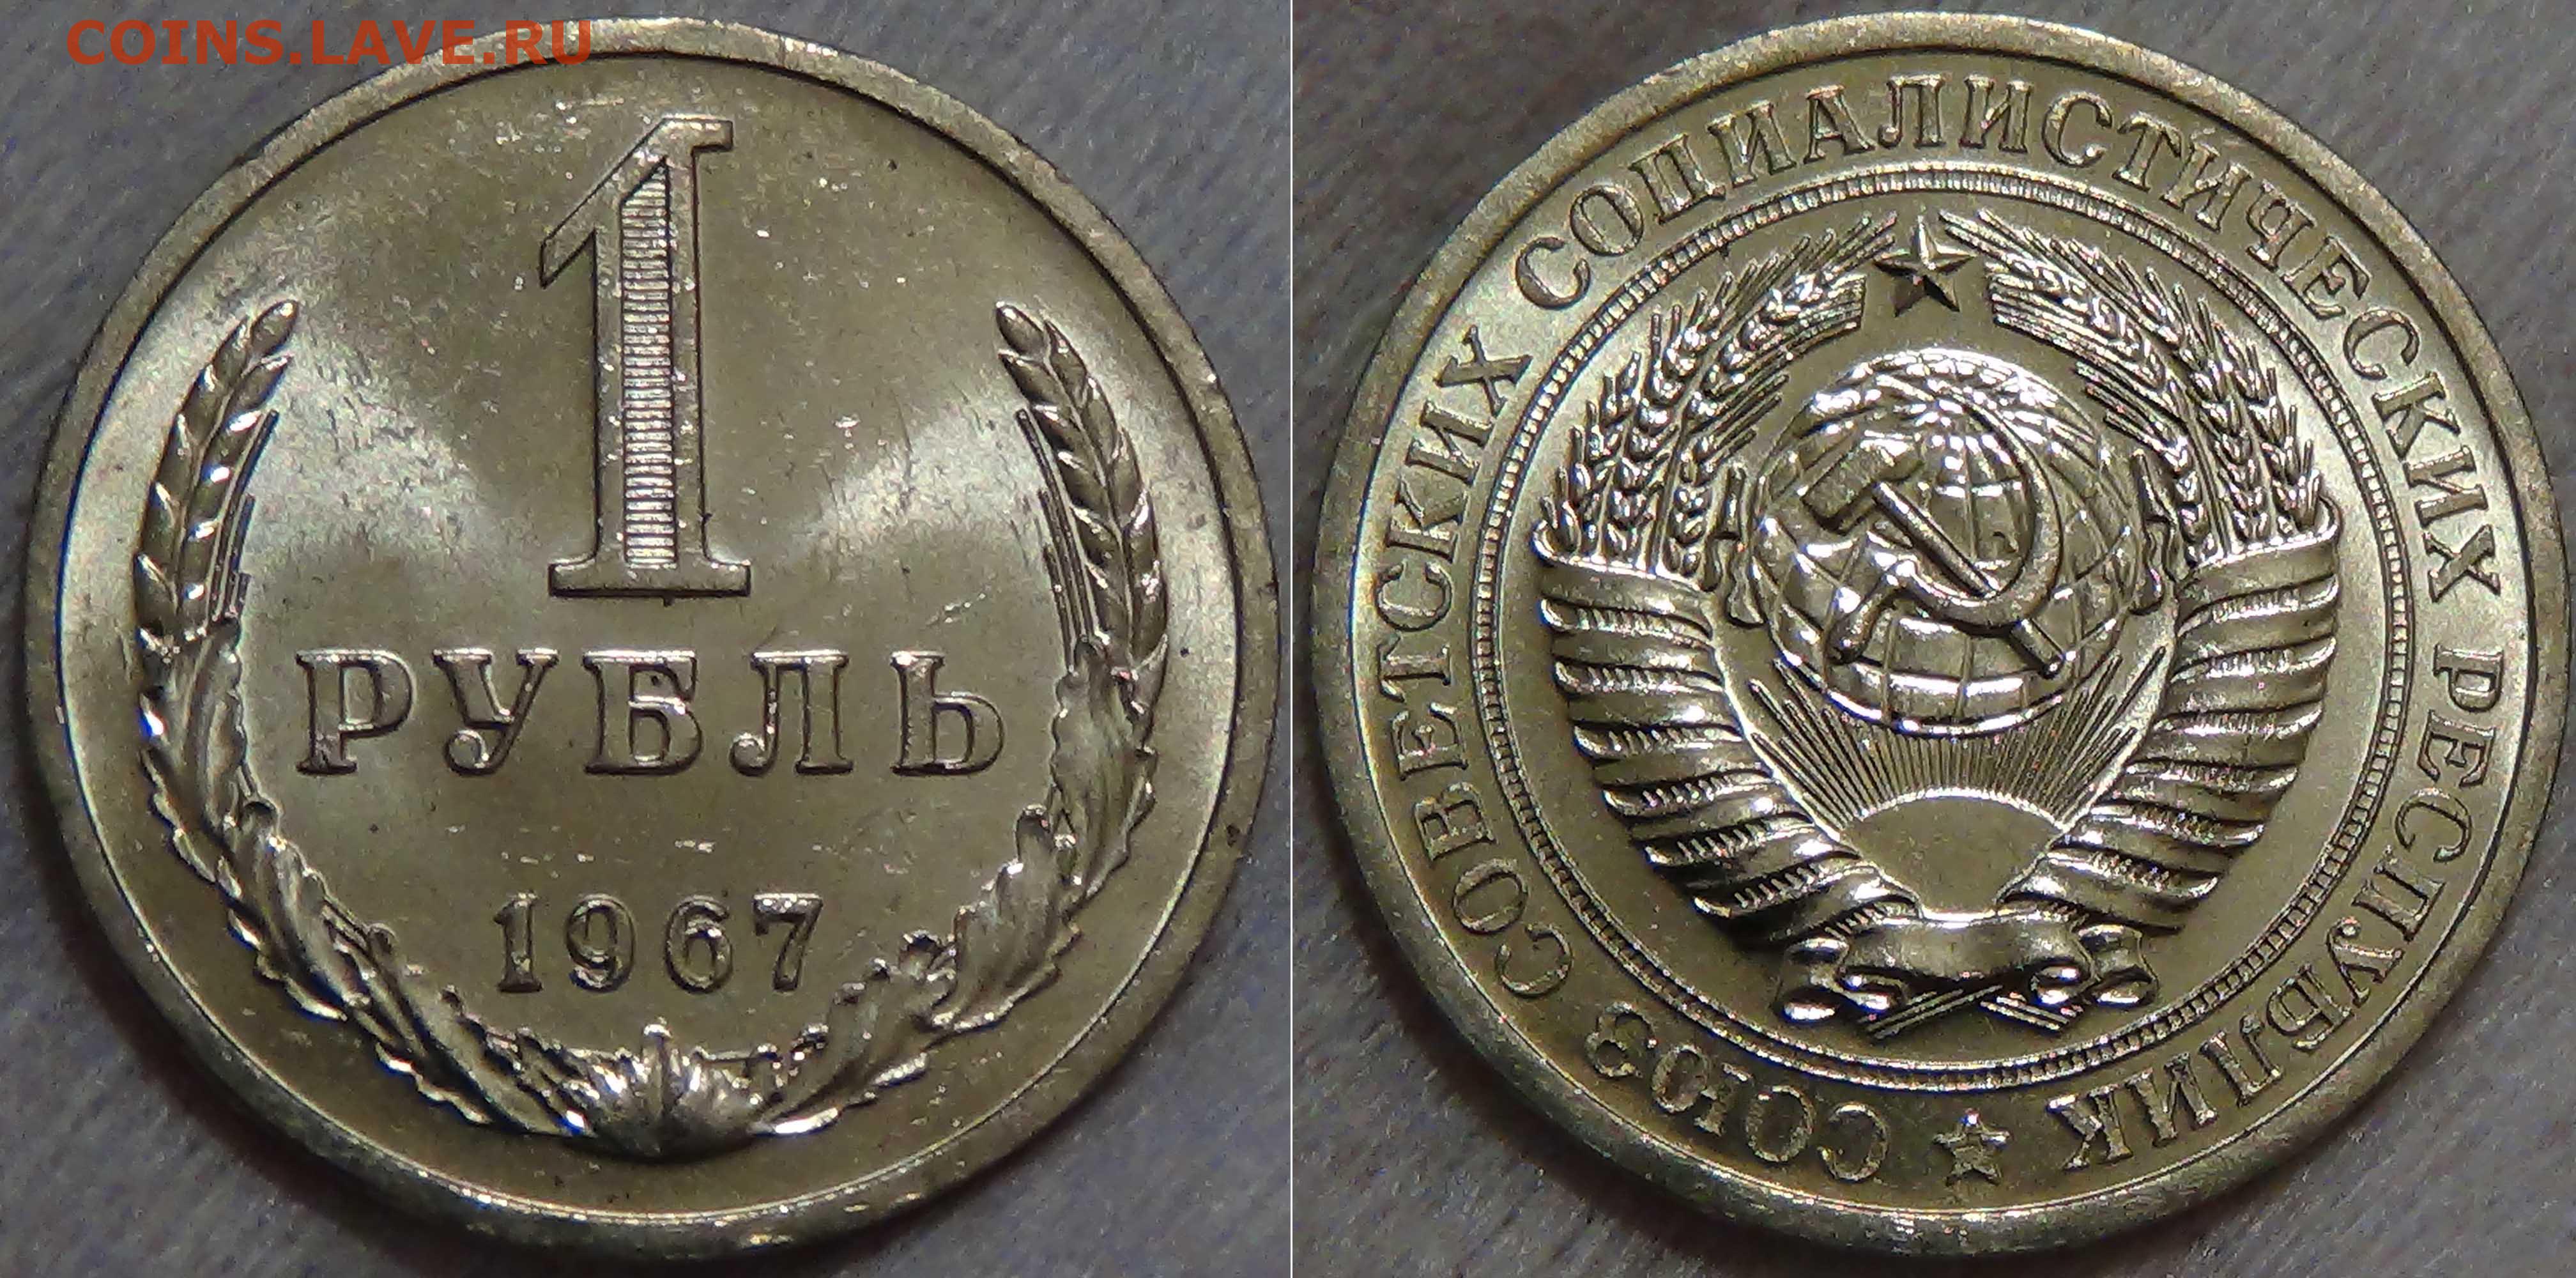 COINS.LAVE.RU
1
РУБЛЬ
1967
СОЮЗ СОВЕТСКИХ СОЦИАЛИСТИЧЕСКИХ РЕСПУБЛИК